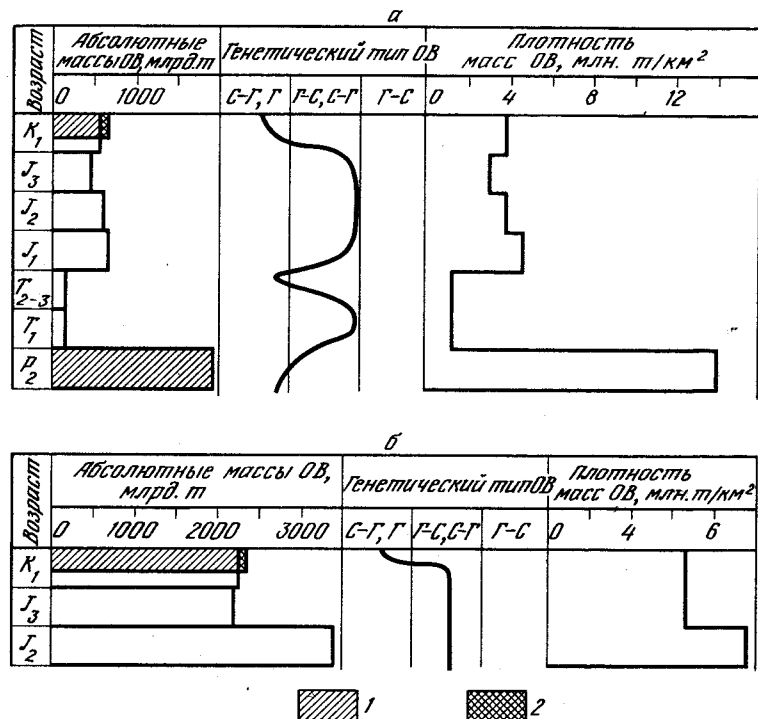 а
Возраст
Абсолютные
массы ОВ, млрд. т
Генетический тип ОВ
Плотность
масс ОВ, млн. т/км²
0 1000
С-Г, Г
Г-С, С-Г
Г-С
0 4 8 12
K₁
J₃
J₂
J₁
T₂₋₃
T₁
P₂
б
Возраст
Абсолютные массы ОВ,
млрд. т
Генетический тип ОВ
Плотность
масс ОВ, млн. т/км²
0 1000 2000 3000
С-Г, Г
Г-С, С-Г
Г-С
0 4 6
K₁
J₃
J₂
1
2